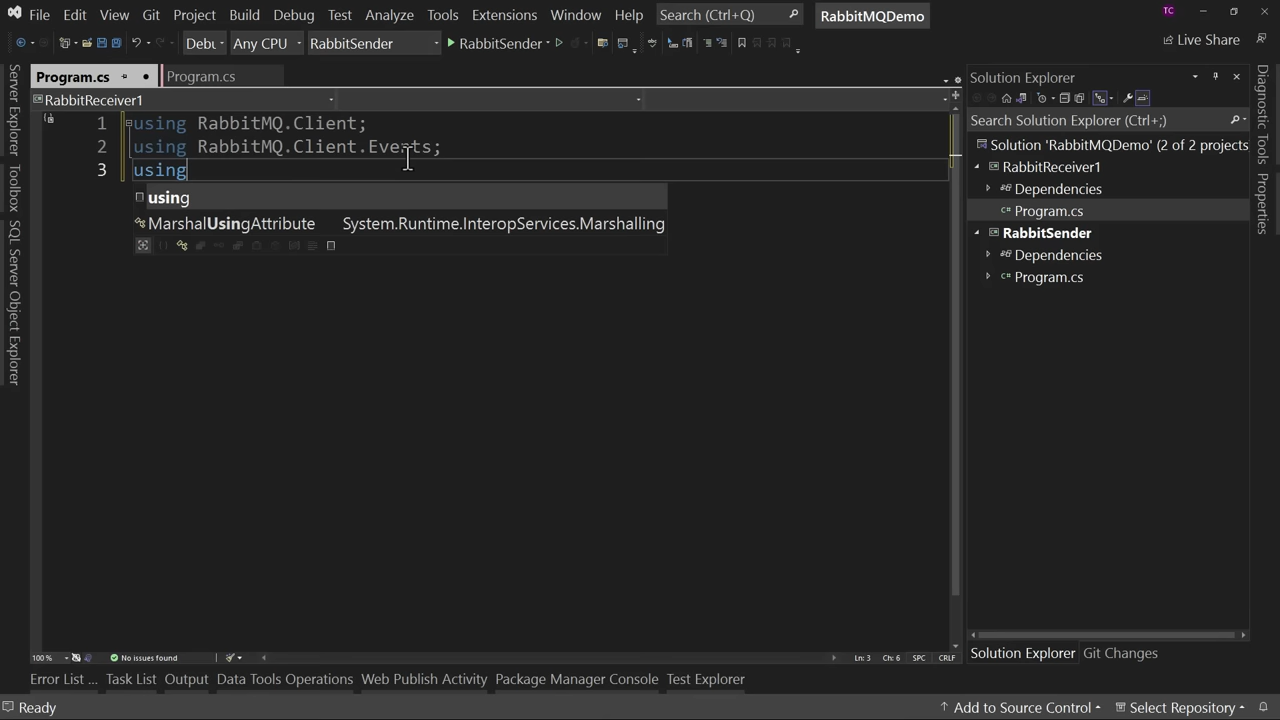 File Edit View Git Project Build Debug Test Analyze Tools Extensions Window Help Search (Ctrl+Q) RabbitMQDemo TC
Debu Any CPU RabbitSender RabbitSender Live Share
Program.cs Program.cs
RabbitReceiver1
1 using RabbitMQ.Client;
2 using RabbitMQ.Client.Events;
3 using
using
MarshalUsingAttribute System.Runtime.InteropServices.Marshalling
Server Explorer
Toolbox
SQL Server Object Explorer
Solution Explorer
Search Solution Explorer (Ctrl+;)
Solution 'RabbitMQDemo' (2 of 2 projects
RabbitReceiver1
Dependencies
C# Program.cs
RabbitSender
Dependencies
C# Program.cs
Diagnostic Tools
Properties
100 % No issues found Ln: 3 Ch: 6 SPC CRLF
Solution Explorer Git Changes
Error List ... Task List Output Data Tools Operations Web Publish Activity Package Manager Console Test Explorer
Ready Add to Source Control Select Repository